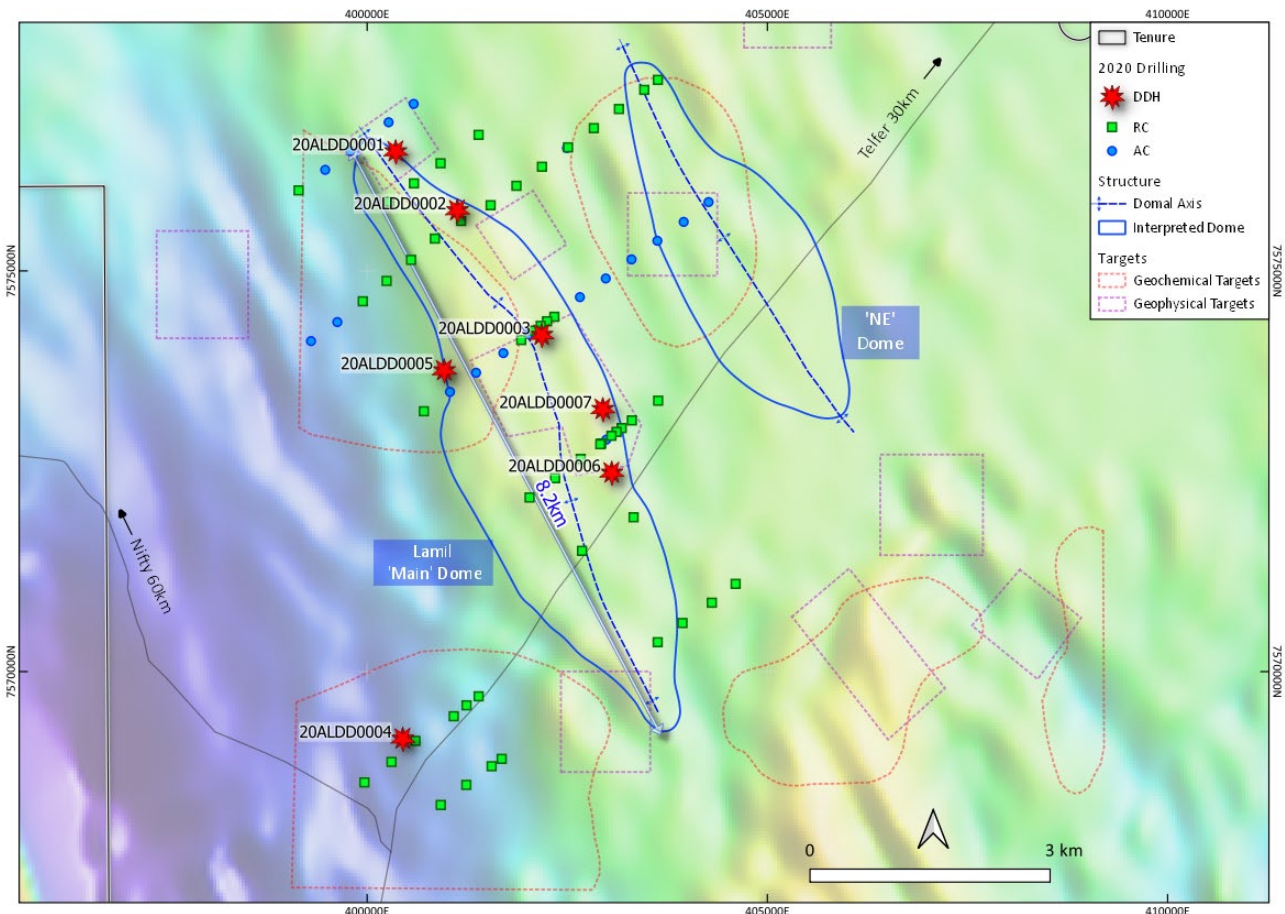 400000E
405000E
410000E
Tenure
2020 Drilling
DDH
RC
AC
Structure
Domal Axis
Interpreted Dome
Targets
Geochemical Targets
Geophysical Targets
Telfer 30km
20ALDD0001
20ALDD0002
7575000N
7575000N
20ALDD0003
'NE'
Dome
20ALDD0005
20ALDD0007
20ALDD0006
8.2km
Nifty 60km
Lamil
'Main' Dome
7570000N
7570000N
20ALDD0004
0
3 km
400000E
405000E
410000E